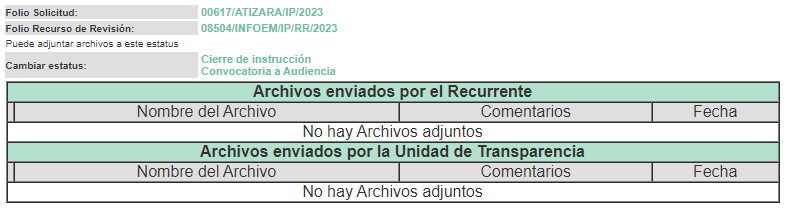 Folio Solicitud: 00617/ATIZARA/IP/2023
Folio Recurso de Revisión: 08504/INFOEM/IP/RR/2023
Puede adjuntar archivos a este estatus
Cambiar estatus: Cierre de instrucción
Convocatoria a Audiencia
Archivos enviados por el Recurrente
Nombre del Archivo Comentarios Fecha
No hay Archivos adjuntos
Archivos enviados por la Unidad de Transparencia
Nombre del Archivo Comentarios Fecha
No hay Archivos adjuntos